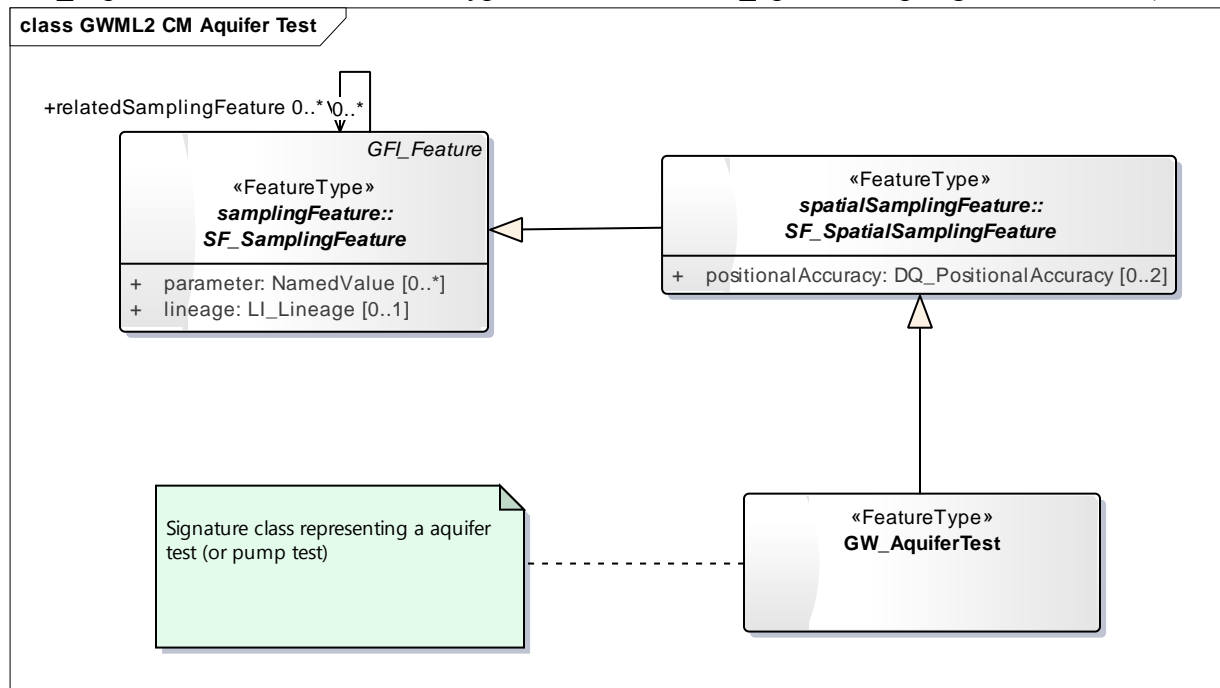 class GWML2 CM Aquifer Test
+relatedSamplingFeature 0..*
0..*
GFI_Feature
«FeatureType»
samplingFeature::
SF_SamplingFeature
+ parameter: NamedValue [0..*]
+ lineage: LI_Lineage [0..1]
«FeatureType»
spatialSamplingFeature::
SF_SpatialSamplingFeature
+ positionalAccuracy: DQ_PositionalAccuracy [0..2]
Signature class representing a aquifer
test (or pump test)
«FeatureType»
GW_AquiferTest